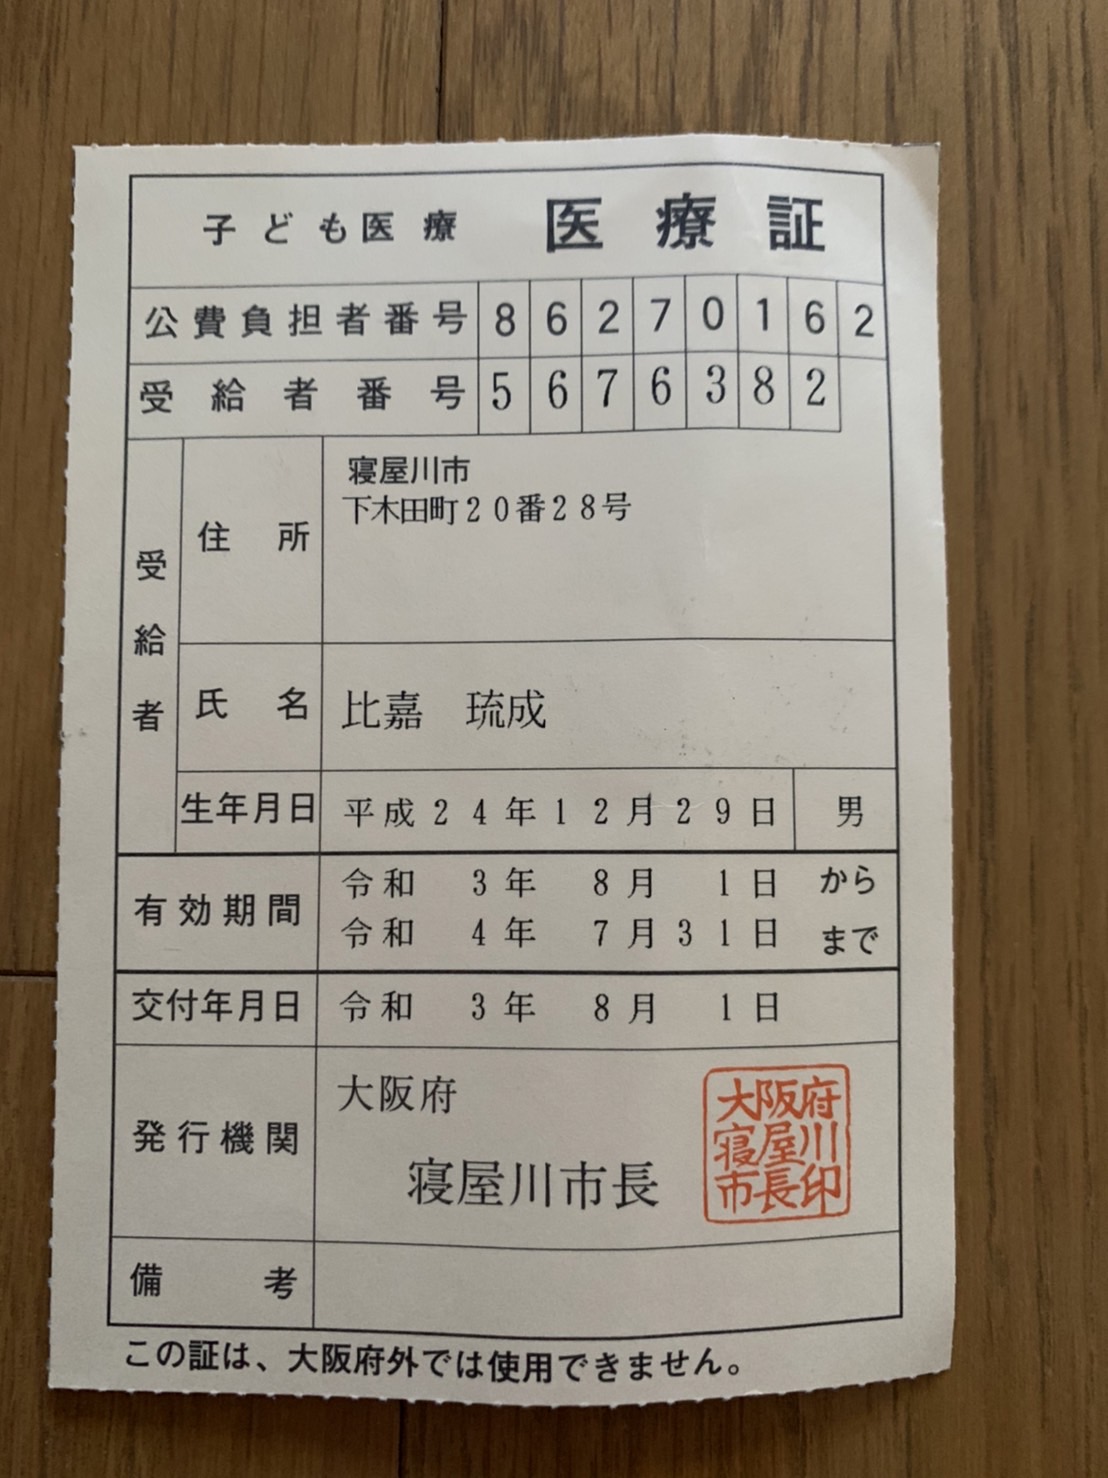 子ども医療 医療証
公費負担者番号 86270162
受給者番号 5676382
受給者
住所 寝屋川市
下木田町20番28号
氏名 比嘉 琉成
生年月日 平成24年12月29日 男
有効期間 令和 3年 8月 1日 から
令和 4年 7月31日 まで
交付年月日 令和 3年 8月 1日
発行機関 大阪府
寝屋川市長
大阪府
寝屋川
市長印
備考
この証は、大阪府外では使用できません。